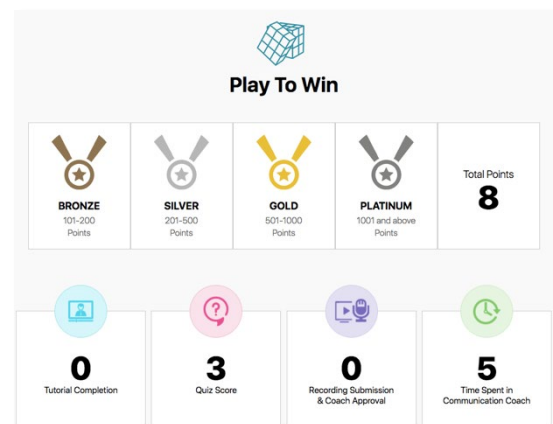 Play To Win
BRONZE
101-200
Points
SILVER
201-500
Points
GOLD
501-1000
Points
PLATINUM
1001 and above
Points
Total Points
8
0
Tutorial Completion
3
Quiz Score
0
Recording Submission
& Coach Approval
5
Time Spent in
Communication Coach